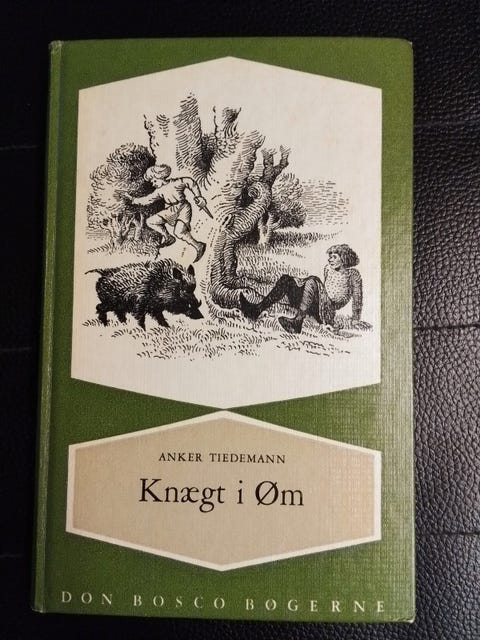 ANKER TIEDEMANN
Knægt i Øm
DON BOSCO BØGERNE